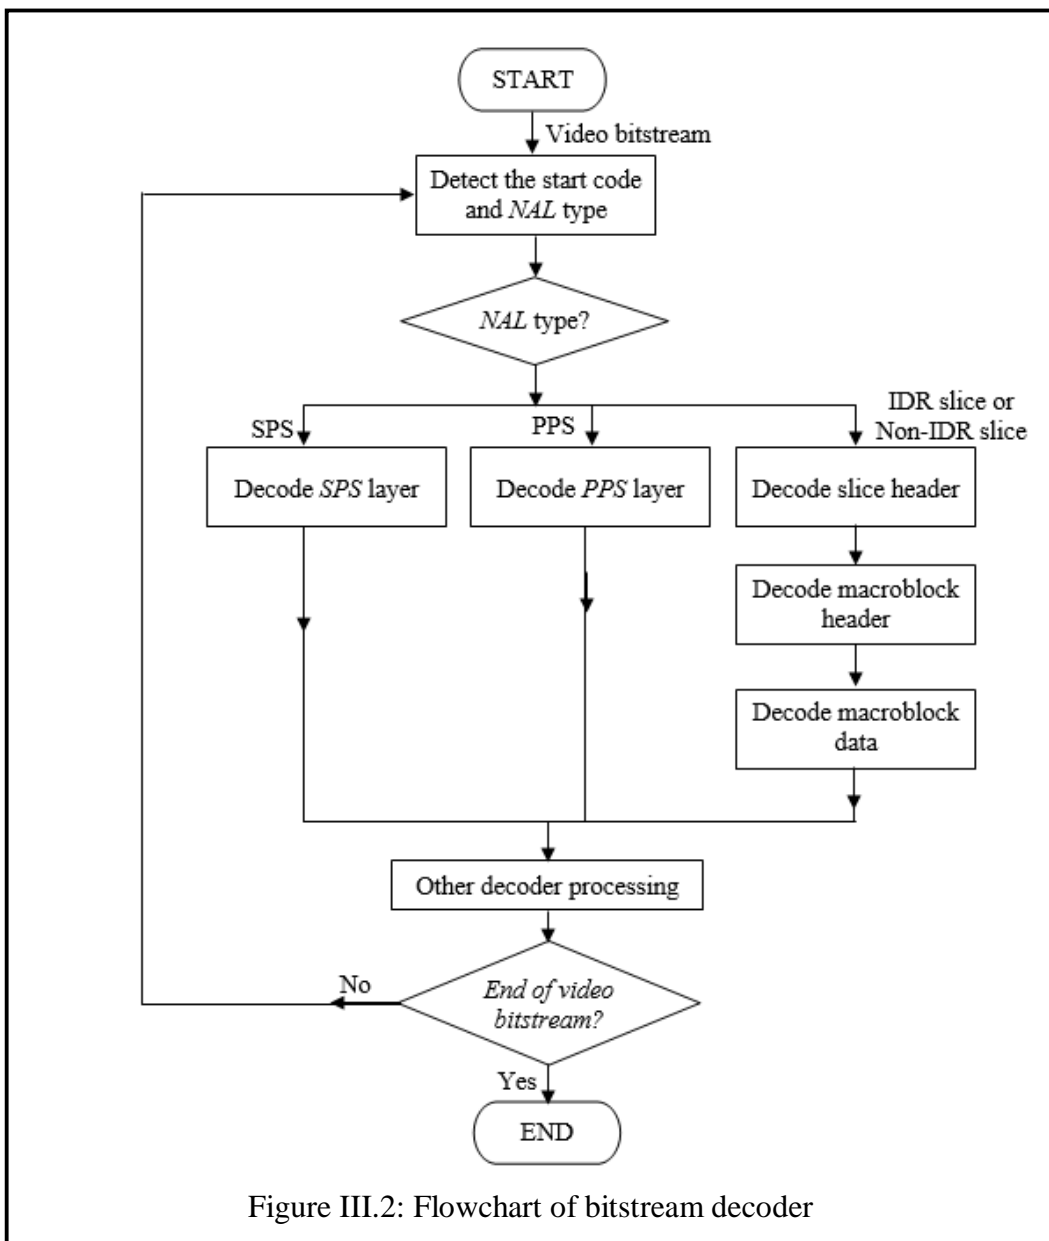 START
Video bitstream
Detect the start code
and NAL type
NAL type?
SPS
PPS
IDR slice or
Non-IDR slice
Decode SPS layer
Decode PPS layer
Decode slice header
Decode macroblock
header
Decode macroblock
data
Other decoder processing
No
End of video
bitstream?
Yes
END
Figure III.2: Flowchart of bitstream decoder